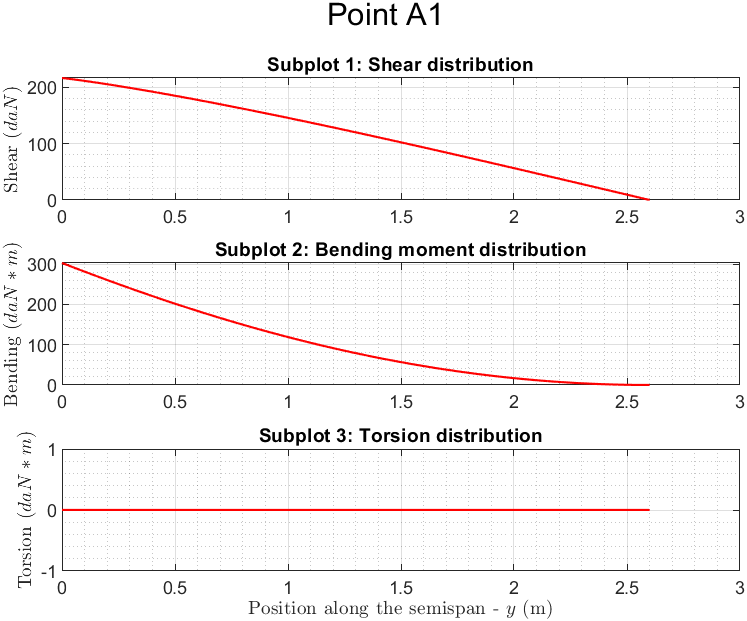 Point A1
Subplot 1: Shear distribution
Shear (daN)
200
100
0
0 0.5 1 1.5 2 2.5 3
Subplot 2: Bending moment distribution
Bending (daN * m)
300
200
100
0
0 0.5 1 1.5 2 2.5 3
Subplot 3: Torsion distribution
Torsion (daN * m)
1
0
-1
0 0.5 1 1.5 2 2.5 3
Position along the semispan - y (m)